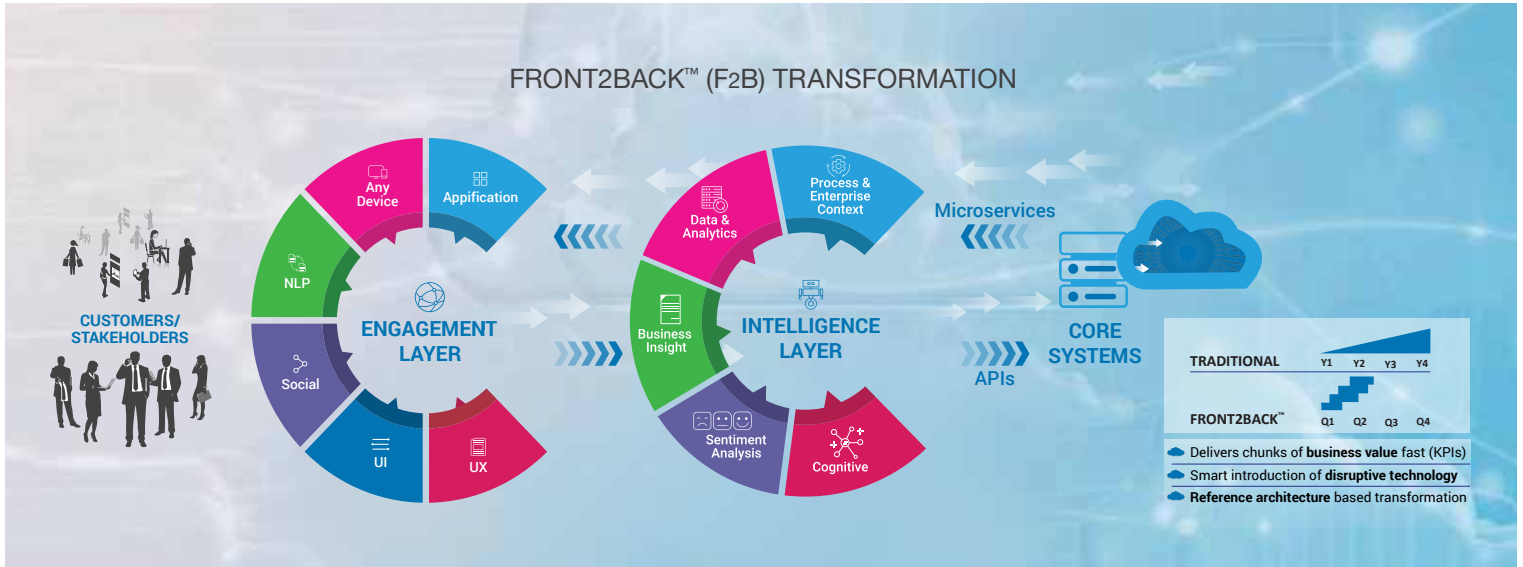 FRONT2BACK™ (F2B) TRANSFORMATION
CUSTOMERS/
STAKEHOLDERS
Any
Device
Appification
NLP
Social
UI
UX
ENGAGEMENT
LAYER
Data &
Analytics
Process &
Enterprise
Context
Business
Insight
Sentiment
Analysis
Cognitive
INTELLIGENCE
LAYER
Microservices
APIs
CORE
SYSTEMS
TRADITIONAL
Y1 Y2 Y3 Y4
FRONT2BACK™
Q1 Q2 Q3 Q4
Delivers chunks of business value fast (KPIs)
Smart introduction of disruptive technology
Reference architecture based transformation